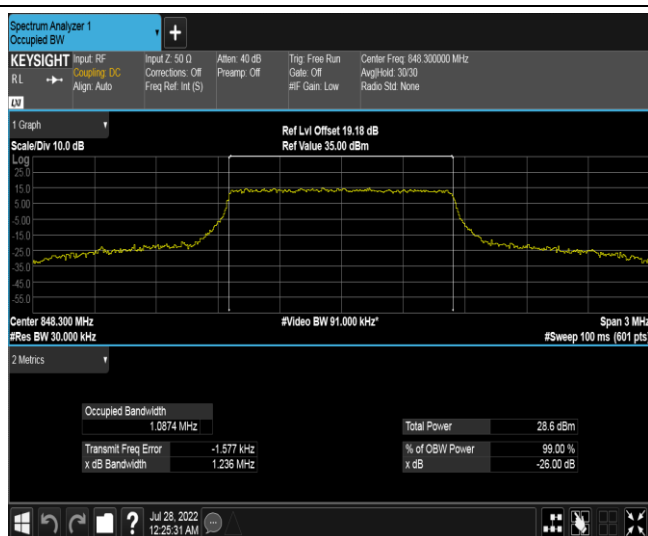 Spectrum Analyzer 1
Occupied BW
+
KEYSIGHT Input: RF Input Z: 50 Ω Atten: 40 dB Trig: Free Run Center Freq: 848.300000 MHz
RL Coupling: DC Corrections: Off Preamp: Off Gate: Off Avg|Hold: 30/30
Align: Auto Freq Ref: Int (S) #IF Gain: Low Radio Std: None
LXI
1 Graph Ref Lvl Offset 19.18 dB
Scale/Div 10.0 dB Ref Value 35.00 dBm
Log
25.0
15.0
5.00
-5.00
-15.0
-25.0
-35.0
-45.0
-55.0
Center 848.300 MHz #Video BW 91.000 kHz* Span 3 MHz
#Res BW 30.000 kHz #Sweep 100 ms (601 pts)
2 Metrics
Occupied Bandwidth
1.0874 MHz Total Power 28.6 dBm
Transmit Freq Error -1.577 kHz % of OBW Power 99.00 %
x dB Bandwidth 1.236 MHz x dB -26.00 dB
? Jul 28, 2022
12:25:31 AM